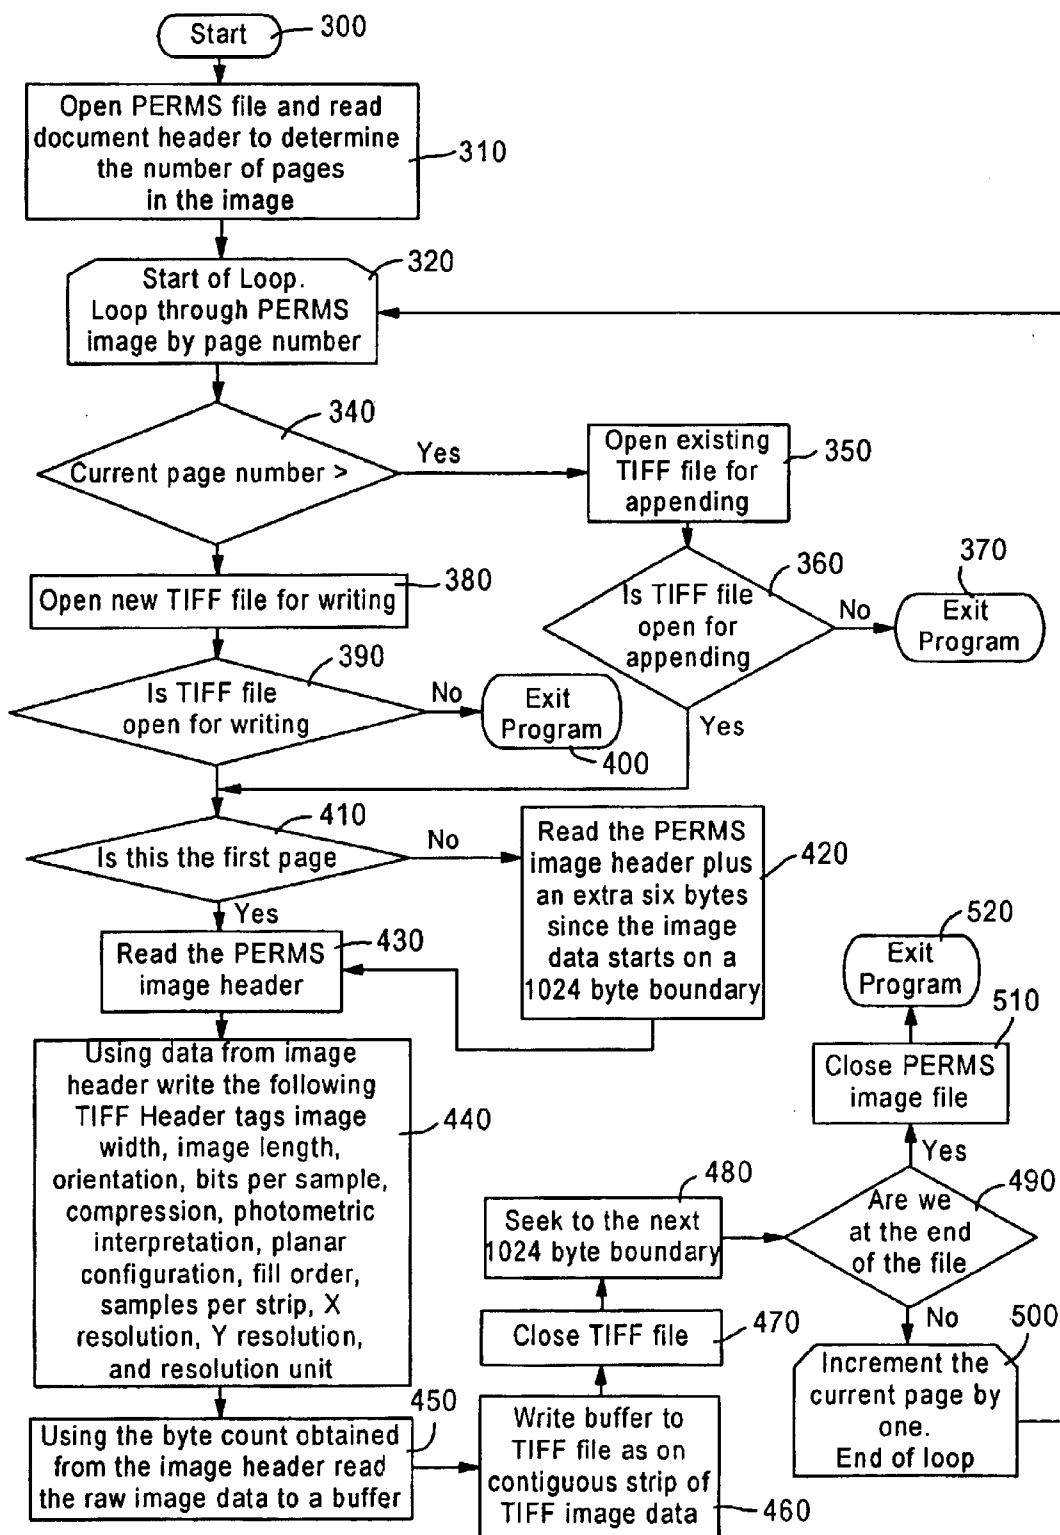 Start
300
Open PERMS file and read
document header to determine
the number of pages
in the image
310
Start of Loop.
Loop through PERMS
image by page number
320
Current page number >
340
Yes
Open existing
TIFF file for
appending
350
Is TIFF file
open for
appending
360
No
Exit
Program
370
Yes
Open new TIFF file for writing
380
Is TIFF file
open for writing
390
No
Exit
Program
400
Is this the first page
410
No
Read the PERMS
image header plus
an extra six bytes
since the image
data starts on a
1024 byte boundary
420
Yes
Read the PERMS
image header
430
Using data from image
header write the following
TIFF Header tags image
width, image length,
orientation, bits per sample,
compression, photometric
interpretation, planar
configuration, fill order,
samples per strip, X
resolution, Y resolution,
and resolution unit
440
Using the byte count obtained
from the image header read
the raw image data to a buffer
450
Write buffer to
TIFF file as on
contiguous strip of
TIFF image data
460
Close TIFF file
470
Seek to the next
1024 byte boundary
480
Are we
at the end
of the file
490
Yes
Close PERMS
image file
510
Exit
Program
520
No
Increment the
current page by
one.
End of loop
500